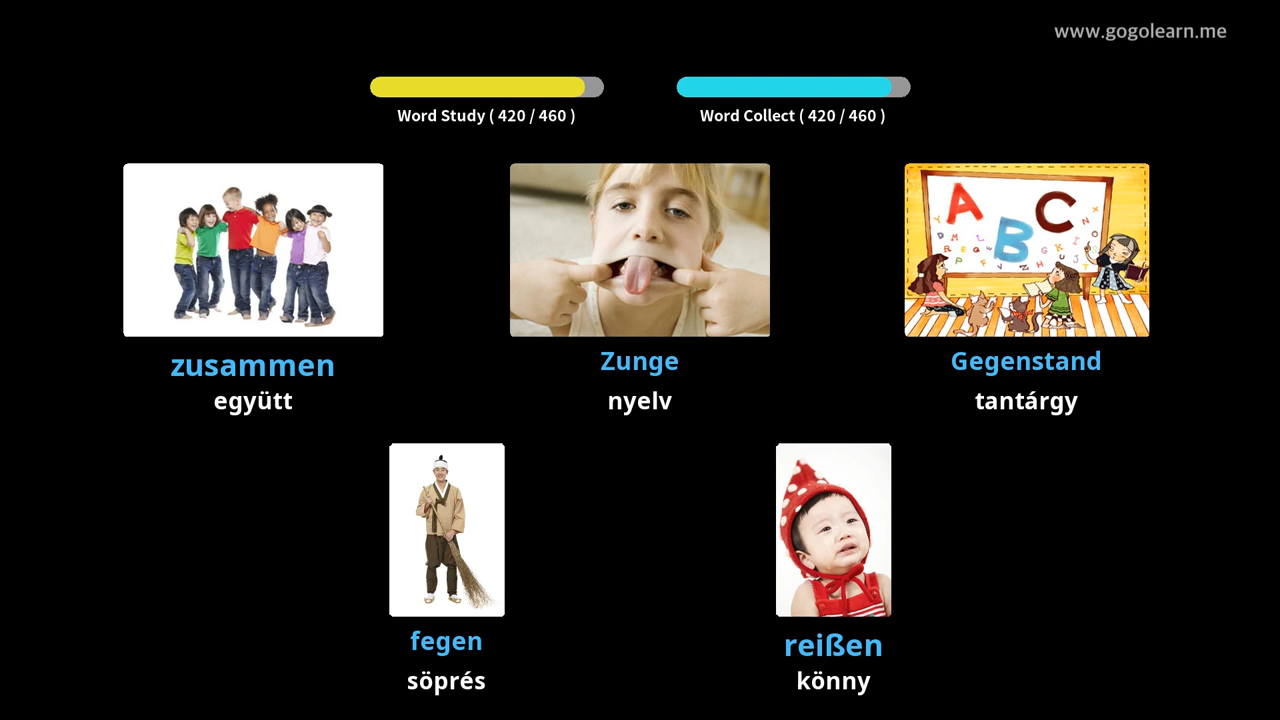 www.gogolearn.me
Word Study ( 420 / 460 )
Word Collect ( 420 / 460 )
A B C
zusammen
együtt
Zunge
nyelv
Gegenstand
tantárgy
fegen
söprés
reißen
könny